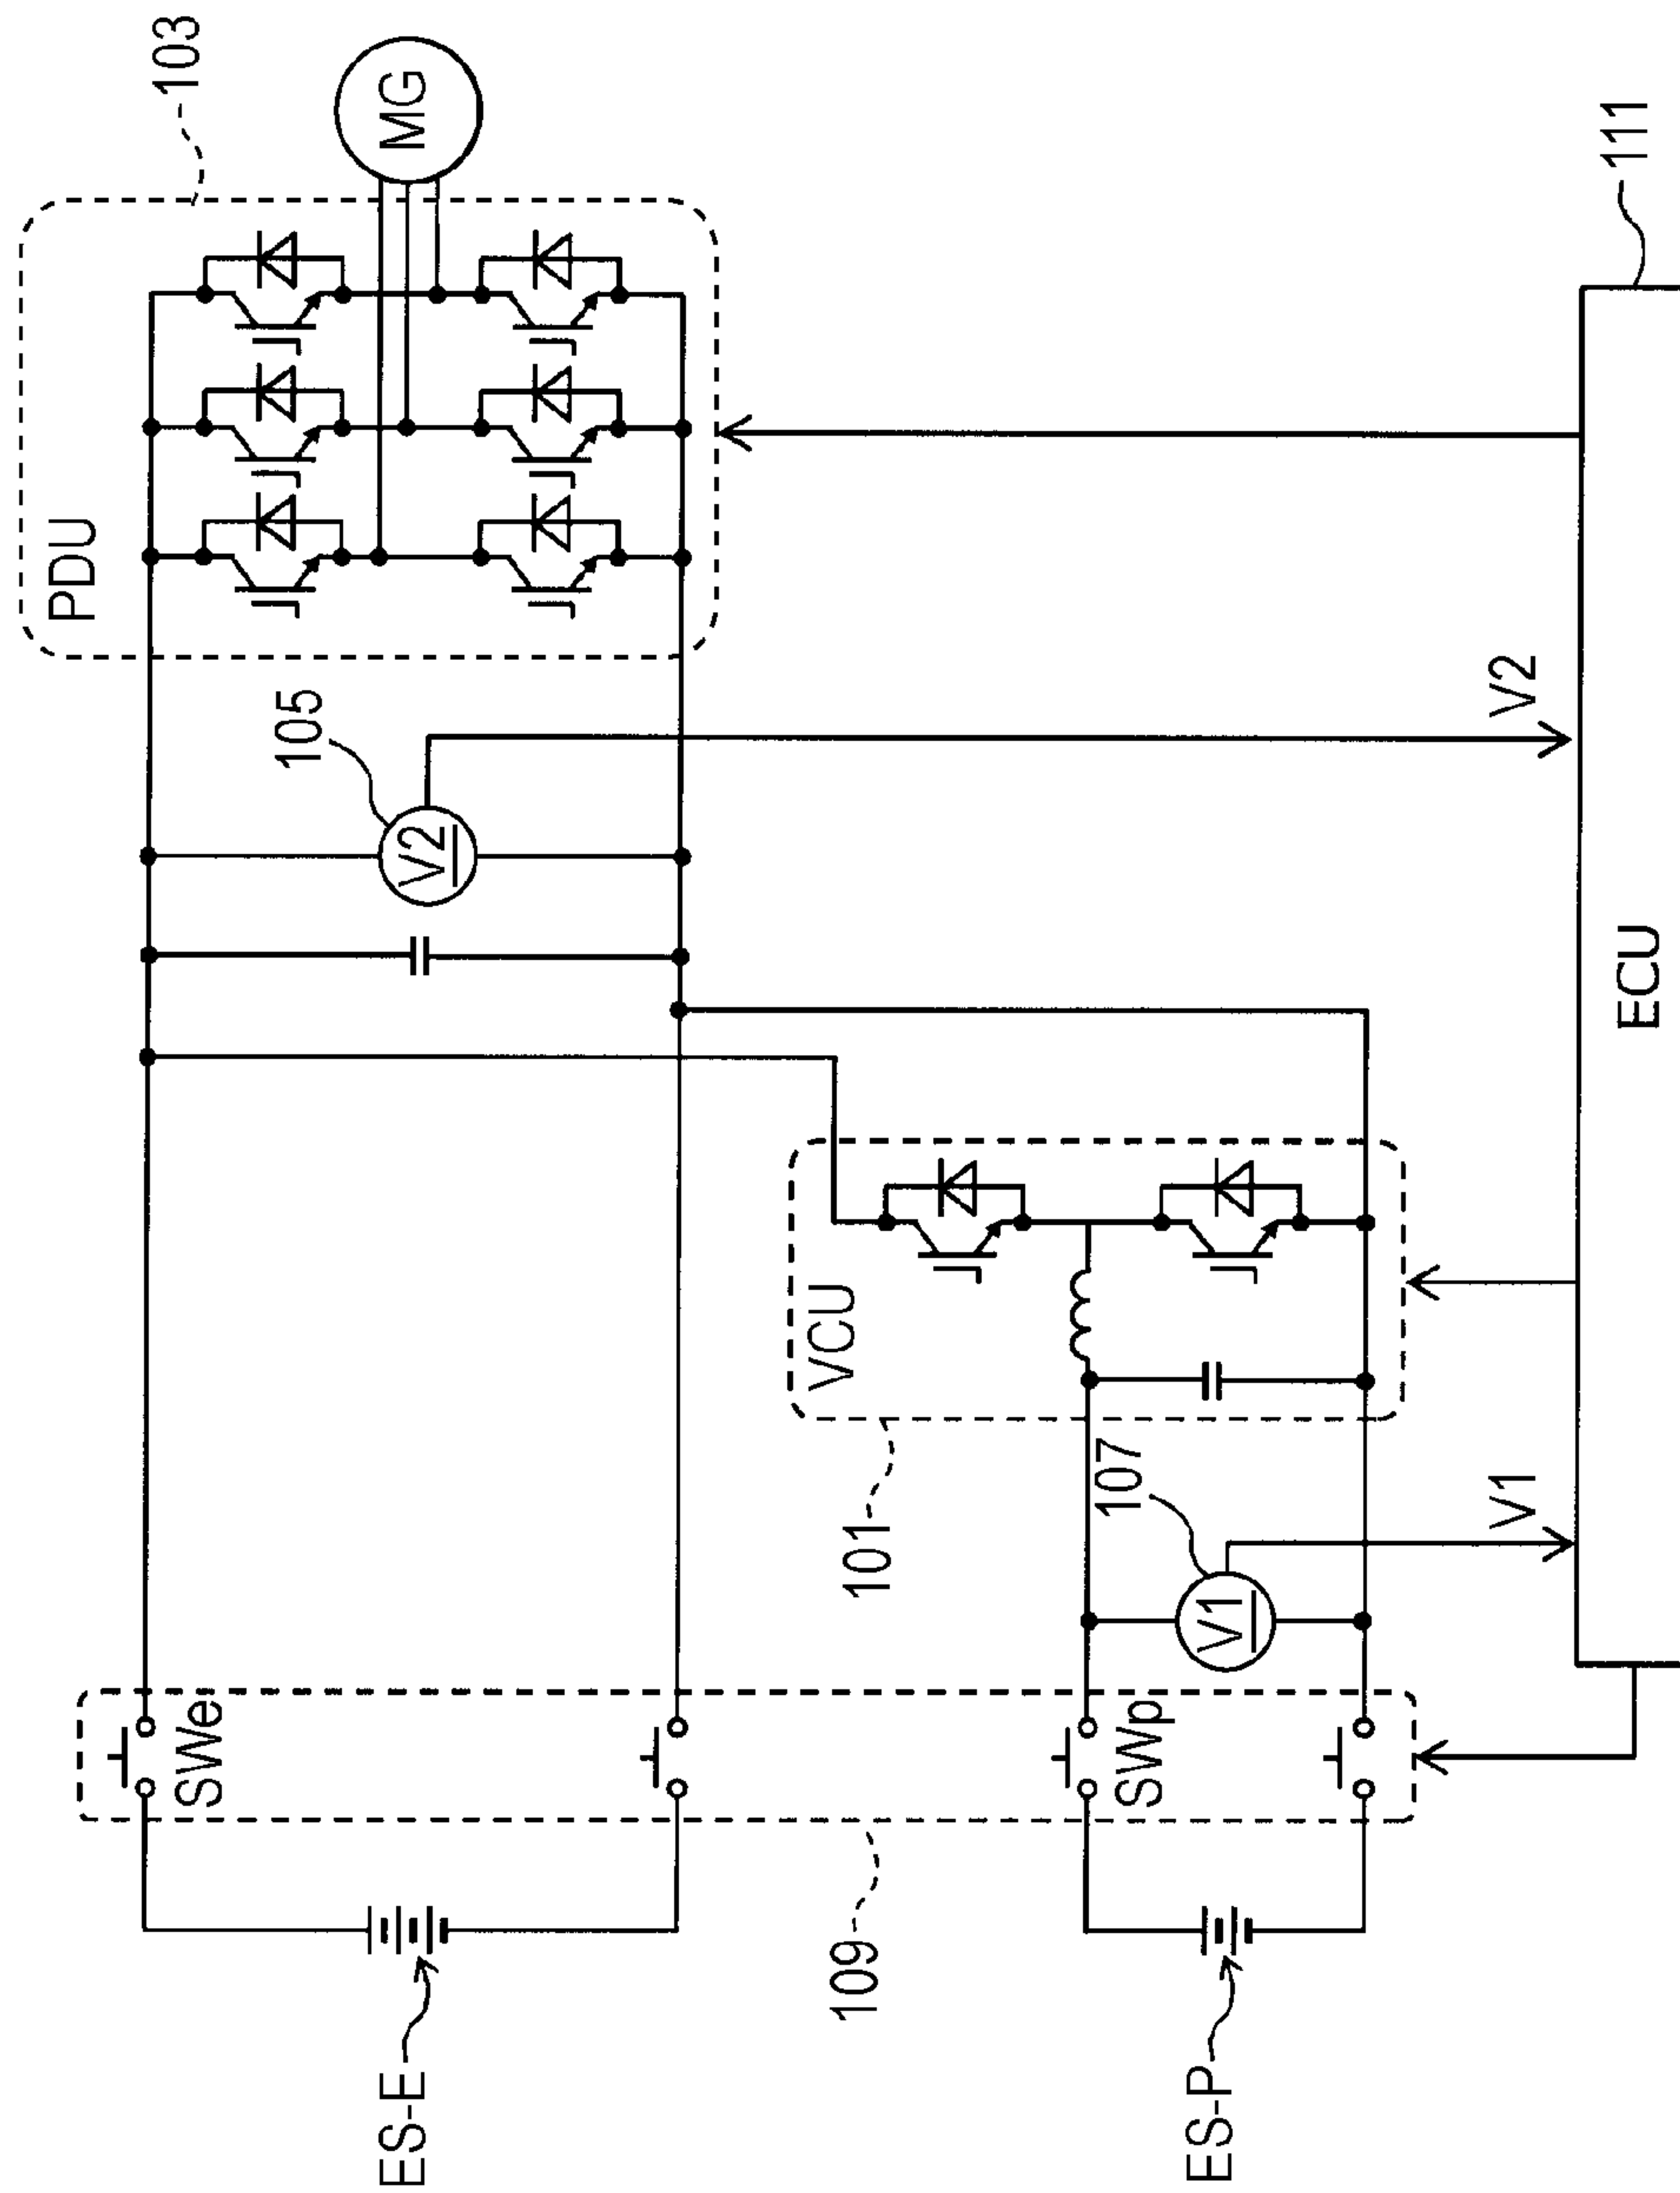 103
PDU
MG
105
V2
V2
VCU
101
107
V1
V1
SWe
SWp
109
ES-E
ES-P
ECU
111